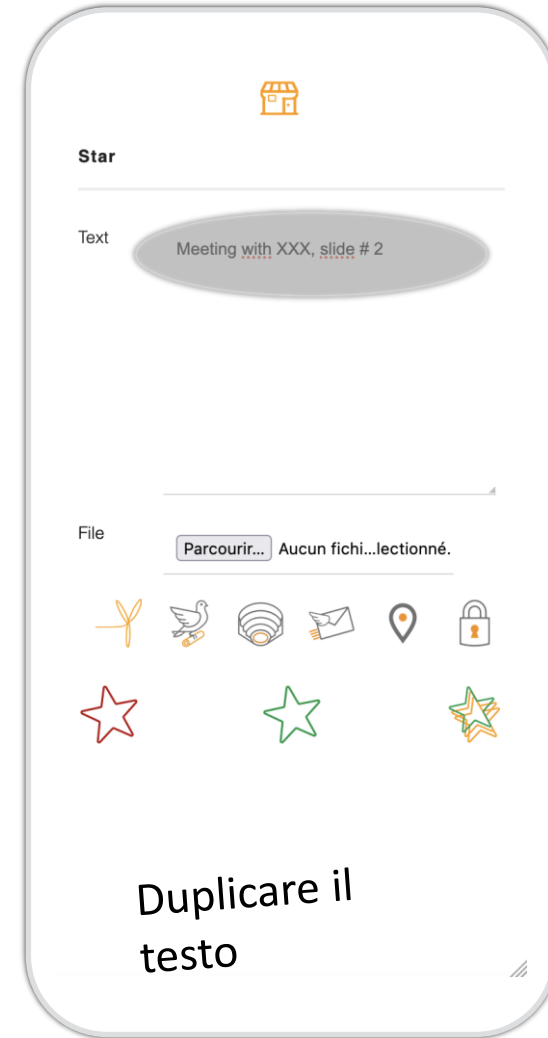 Star
Text
Meeting with XXX, slide # 2
File
Parcourir... Aucun fichi...lectionné.
Duplicare il
testo